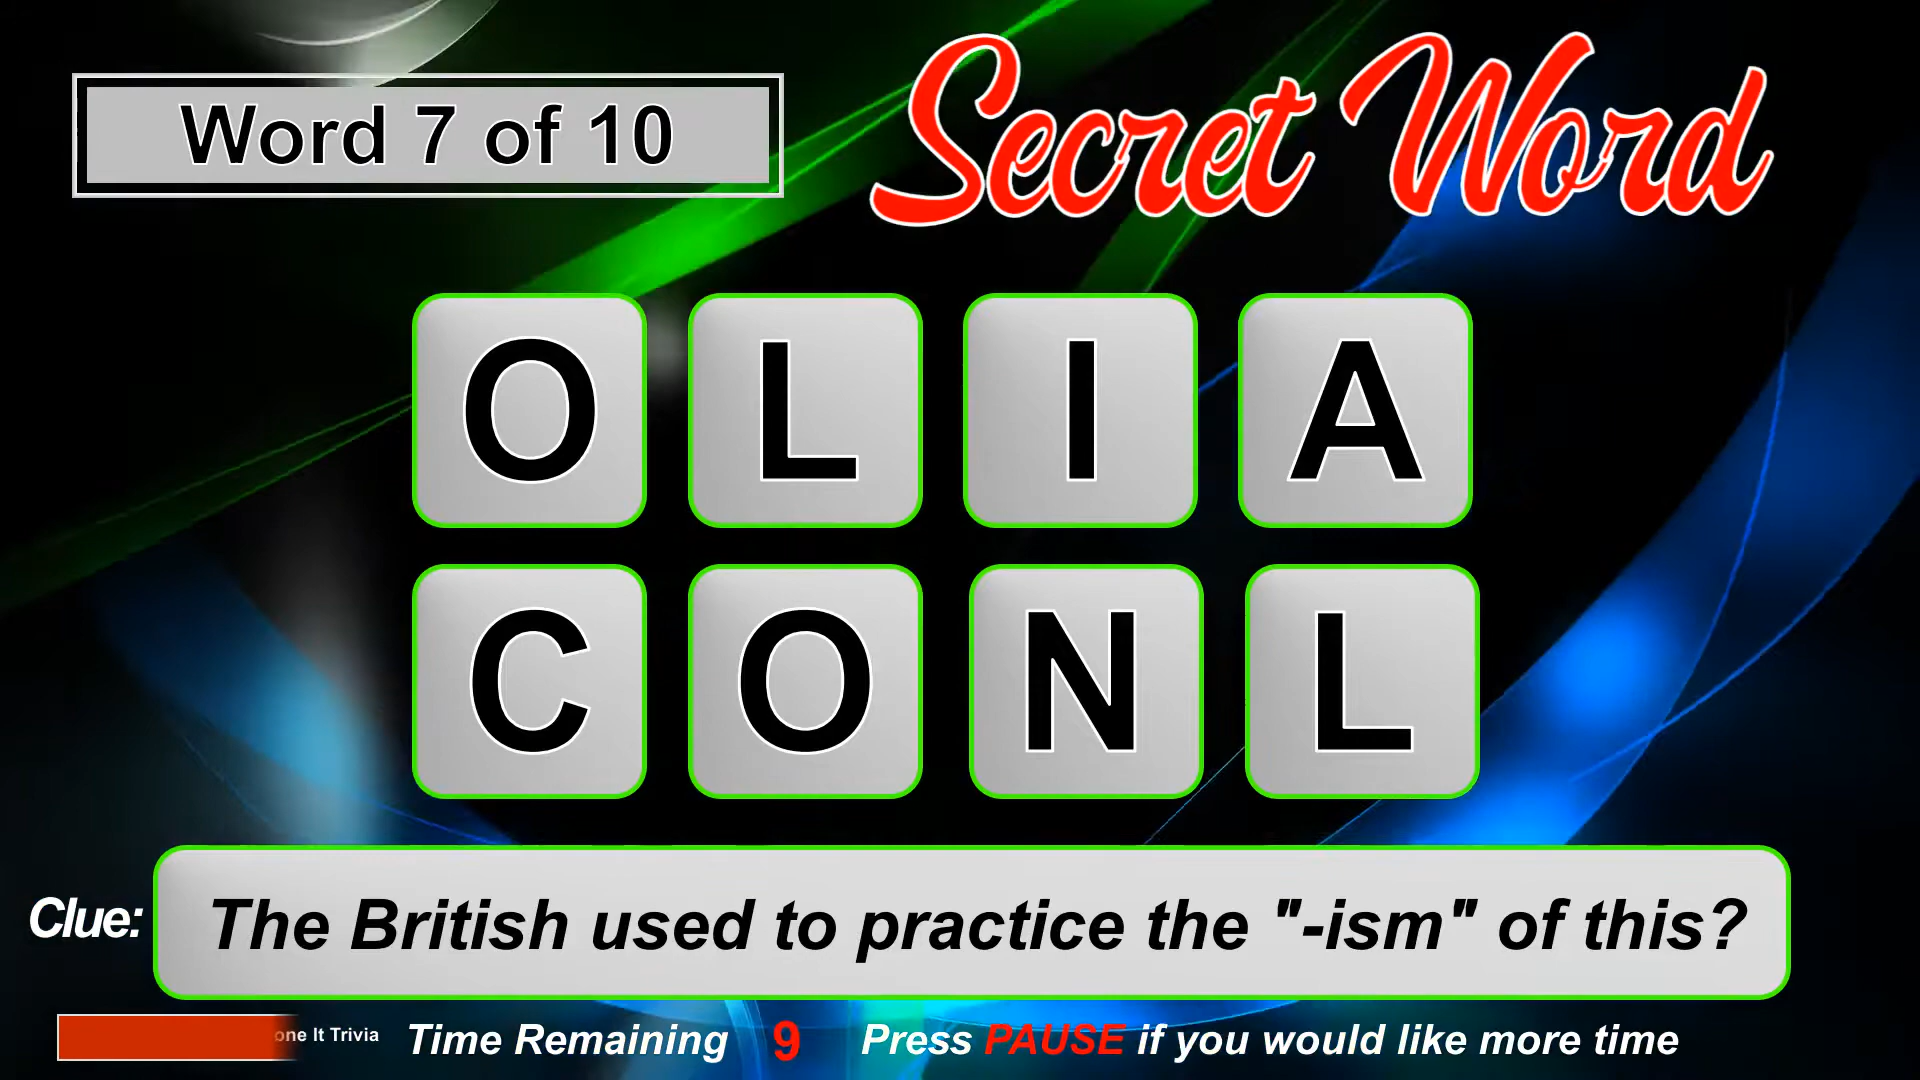 Word 7 of 10
Secret Word
O L I A
C O N L
Clue: The British used to practice the "-ism" of this?
one It Trivia Time Remaining 9 Press PAUSE if you would like more time